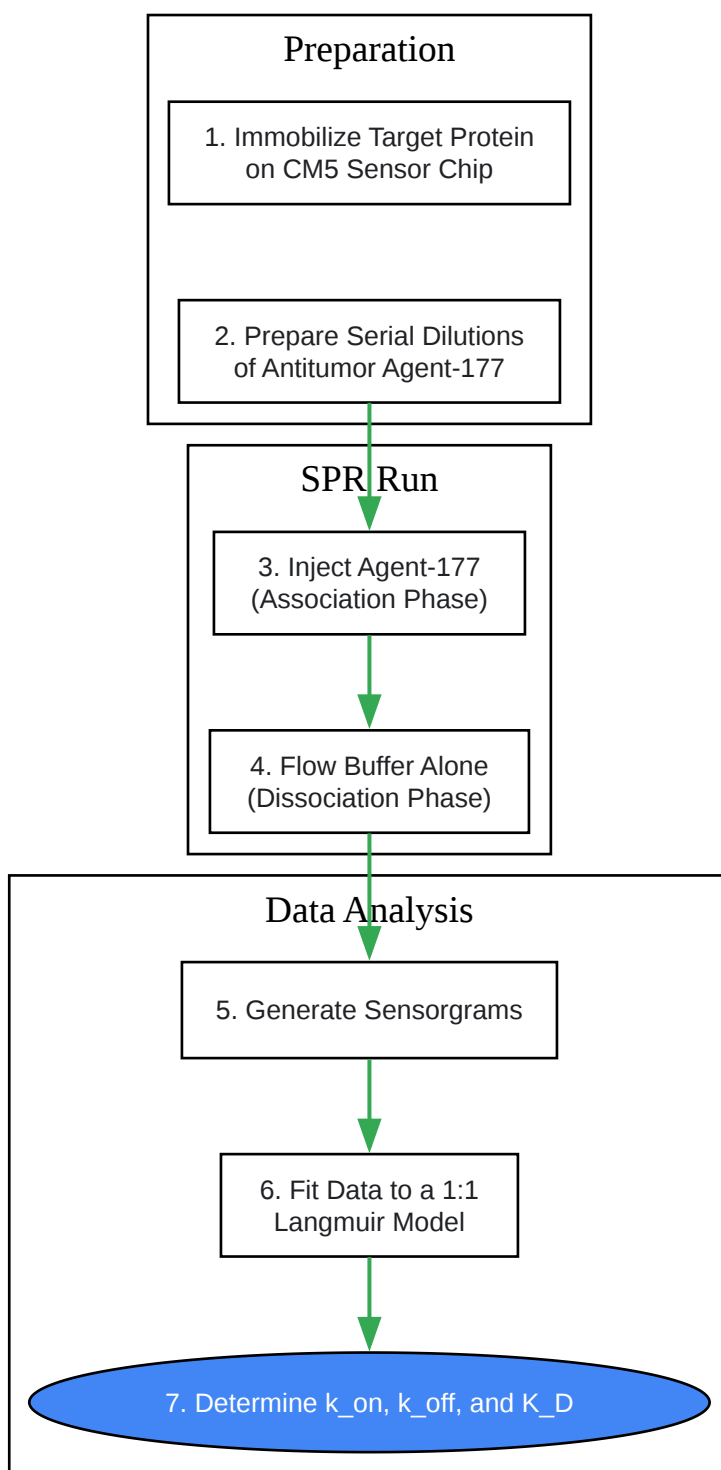 Preparation
1. Immobilize Target Protein
on CM5 Sensor Chip
2. Prepare Serial Dilutions
of Antitumor Agent-177
SPR Run
3. Inject Agent-177
(Association Phase)
4. Flow Buffer Alone
(Dissociation Phase)
Data Analysis
5. Generate Sensorgrams
6. Fit Data to a 1:1
Langmuir Model
7. Determine k_on, k_off, and K_D